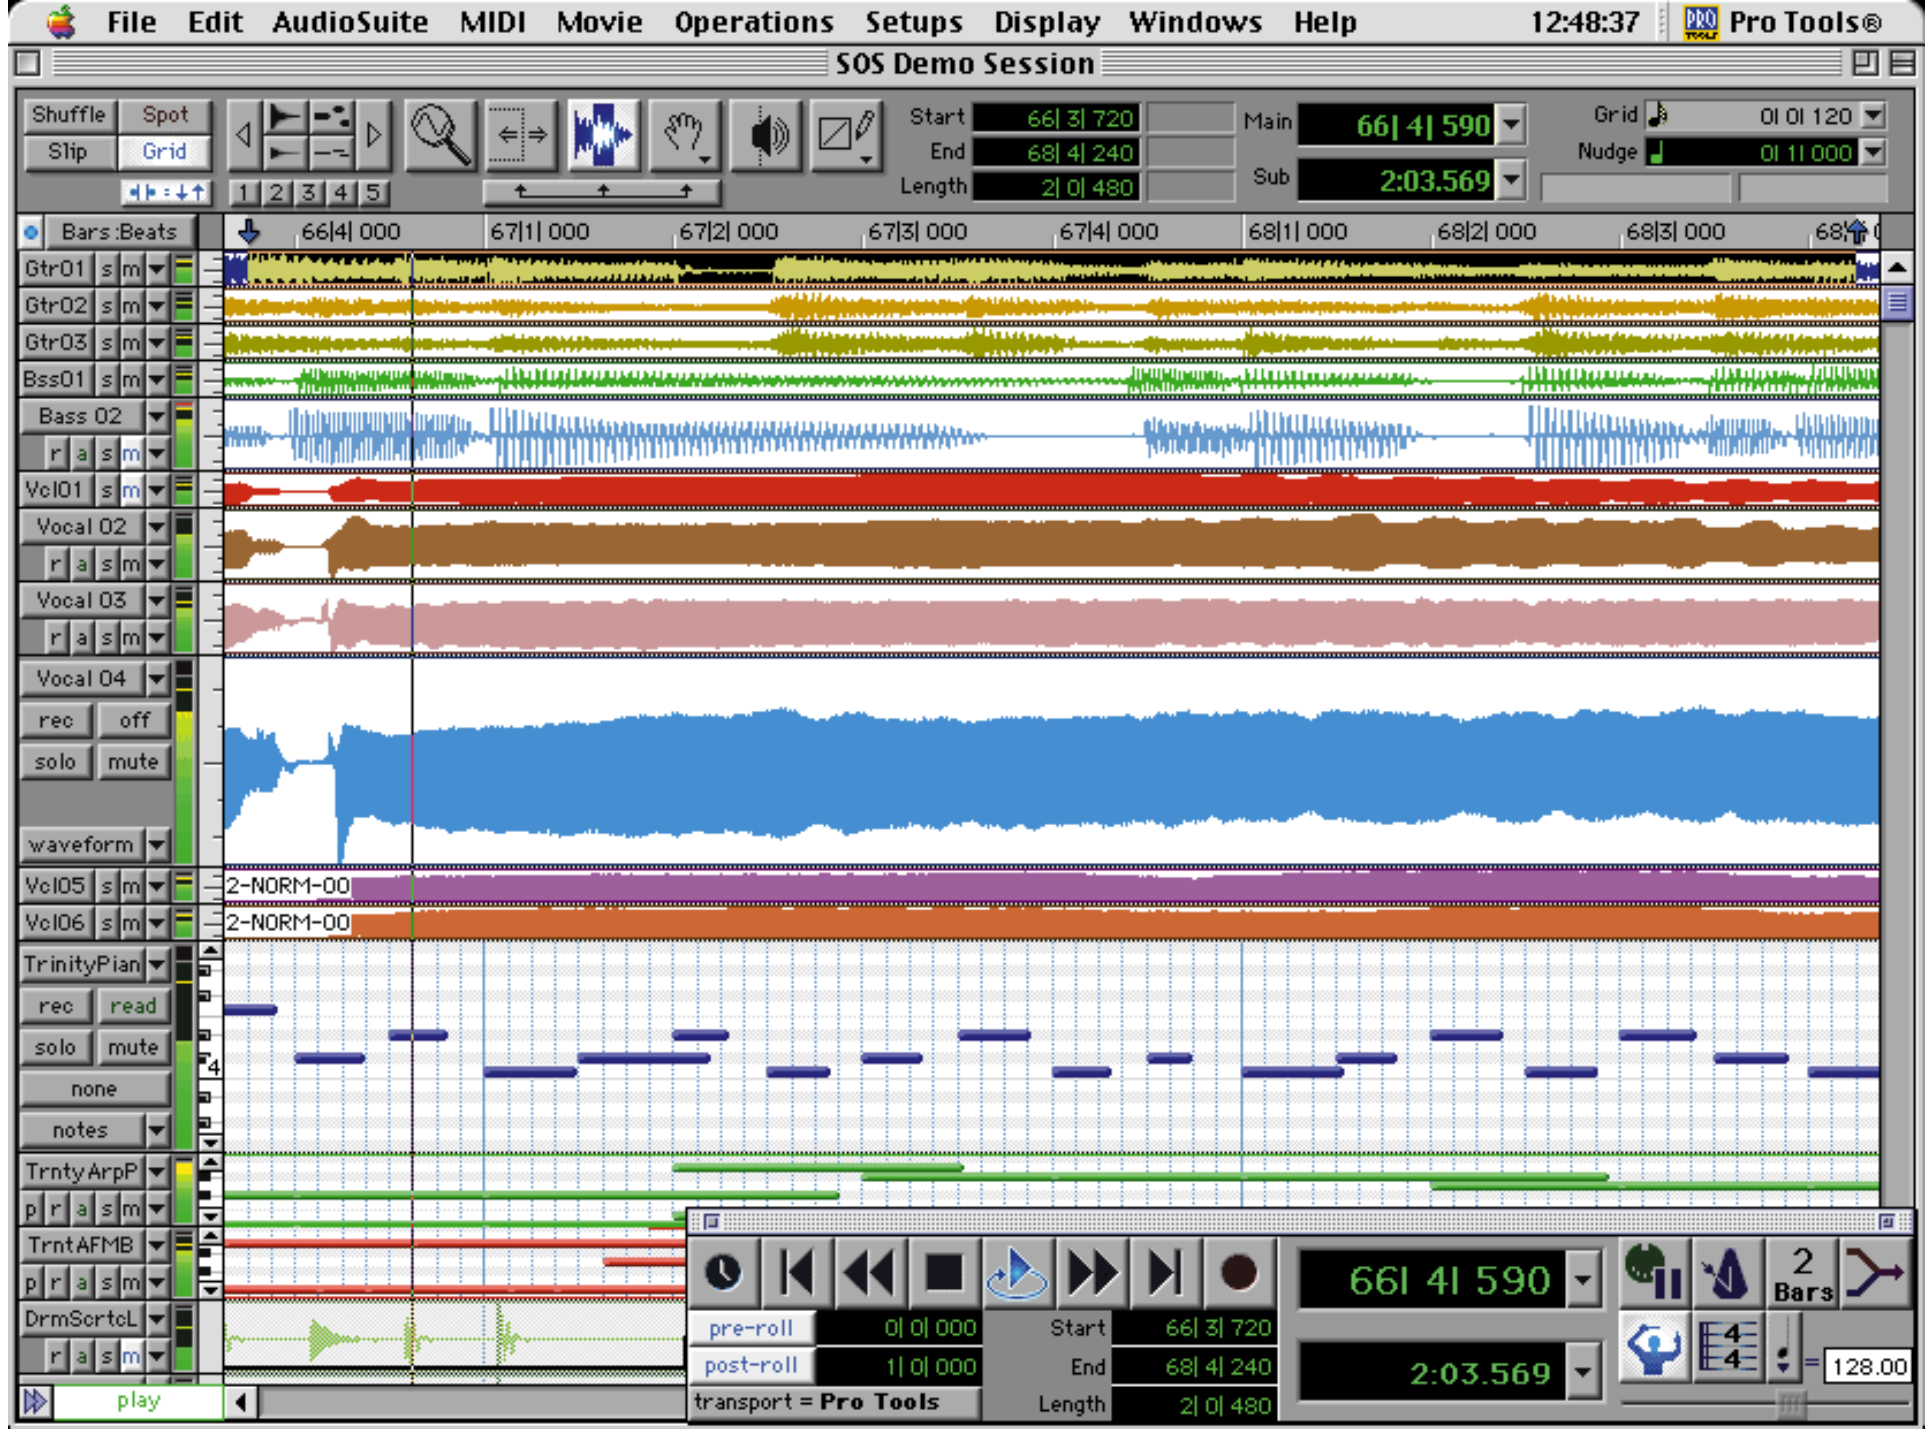 File Edit AudioSuite MIDI Movie Operations Setups Display Windows Help 12:48:37 PRO TOOLS Pro Tools®
SOS Demo Session
Shuffle Spot
Slip Grid
1 2 3 4 5
Start 66| 3| 720
End 68| 4| 240
Length 2| 0| 480
Main 66| 4| 590
Sub 2:03.569
Grid 0| 0| 120
Nudge 0| 1| 000
Bars:Beats 66|4| 000 67|1| 000 67|2| 000 67|3| 000 67|4| 000 68|1| 000 68|2| 000 68|3| 000 68|
Gtr01 s m
Gtr02 s m
Gtr03 s m
Bss01 s m
Bass 02
r a s m
Vcl01 s m
Vocal 02
r a s m
Vocal 03
r a s m
Vocal 04
rec off
solo mute
waveform
Vcl05 s m 2-NORM-00
Vcl06 s m 2-NORM-00
TrinityPian
rec read
solo mute
4
none
notes
TrntyArpP
p r a s m
TrntAFMB
p r a s m
DrmScrtcL
r a s m
play
66| 4| 590
2 Bars
pre-roll 0| 0| 000
post-roll 1| 0| 000
transport = Pro Tools
Start 66| 3| 720
End 68| 4| 240
Length 2| 0| 480
2:03.569
4
4
= 128.00